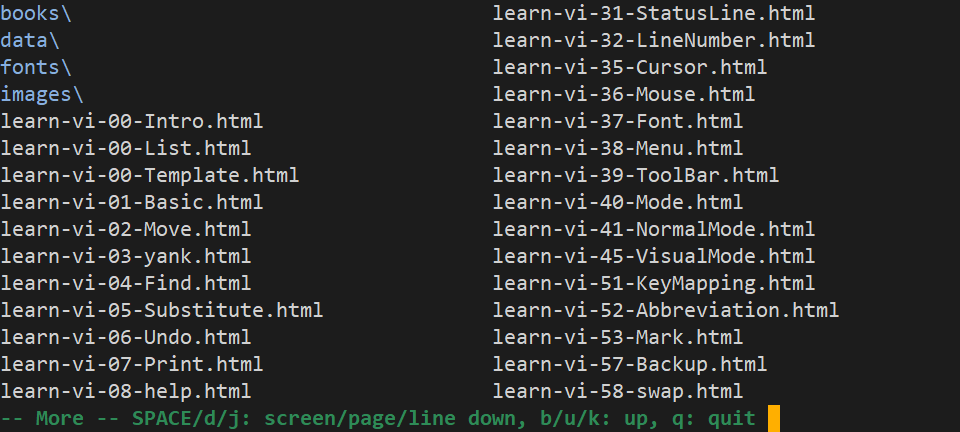 books\
data\
fonts\
images\
learn-vi-00-Intro.html
learn-vi-00-List.html
learn-vi-00-Template.html
learn-vi-01-Basic.html
learn-vi-02-Move.html
learn-vi-03-yank.html
learn-vi-04-Find.html
learn-vi-05-Substitute.html
learn-vi-06-Undo.html
learn-vi-07-Print.html
learn-vi-08-help.html
learn-vi-31-StatusLine.html
learn-vi-32-LineNumber.html
learn-vi-35-Cursor.html
learn-vi-36-Mouse.html
learn-vi-37-Font.html
learn-vi-38-Menu.html
learn-vi-39-ToolBar.html
learn-vi-40-Mode.html
learn-vi-41-NormalMode.html
learn-vi-45-VisualMode.html
learn-vi-51-KeyMapping.html
learn-vi-52-Abbreviation.html
learn-vi-53-Mark.html
learn-vi-57-Backup.html
learn-vi-58-swap.html
-- More -- SPACE/d/j: screen/page/line down, b/u/k: up, q: quit